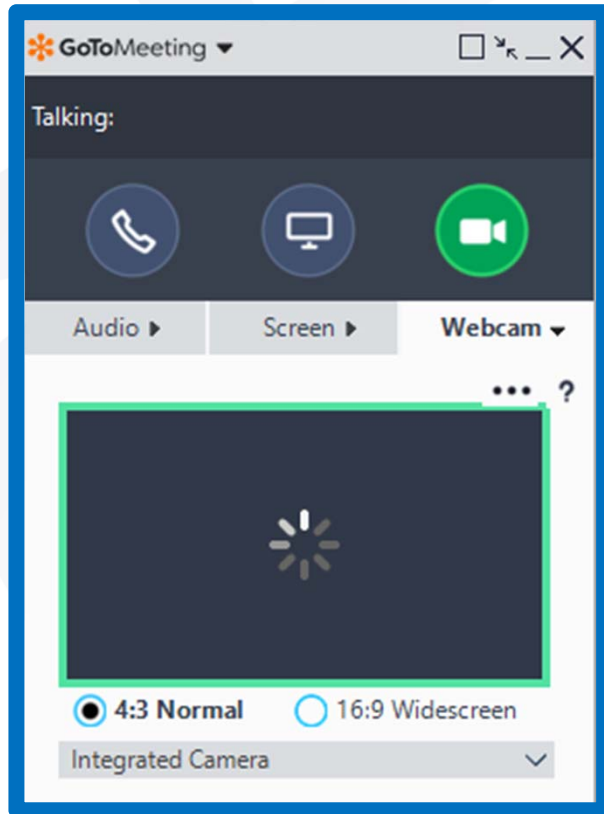 GoToMeeting
Talking:
Audio Screen Webcam
... ?
4:3 Normal 16:9 Widescreen
Integrated Camera